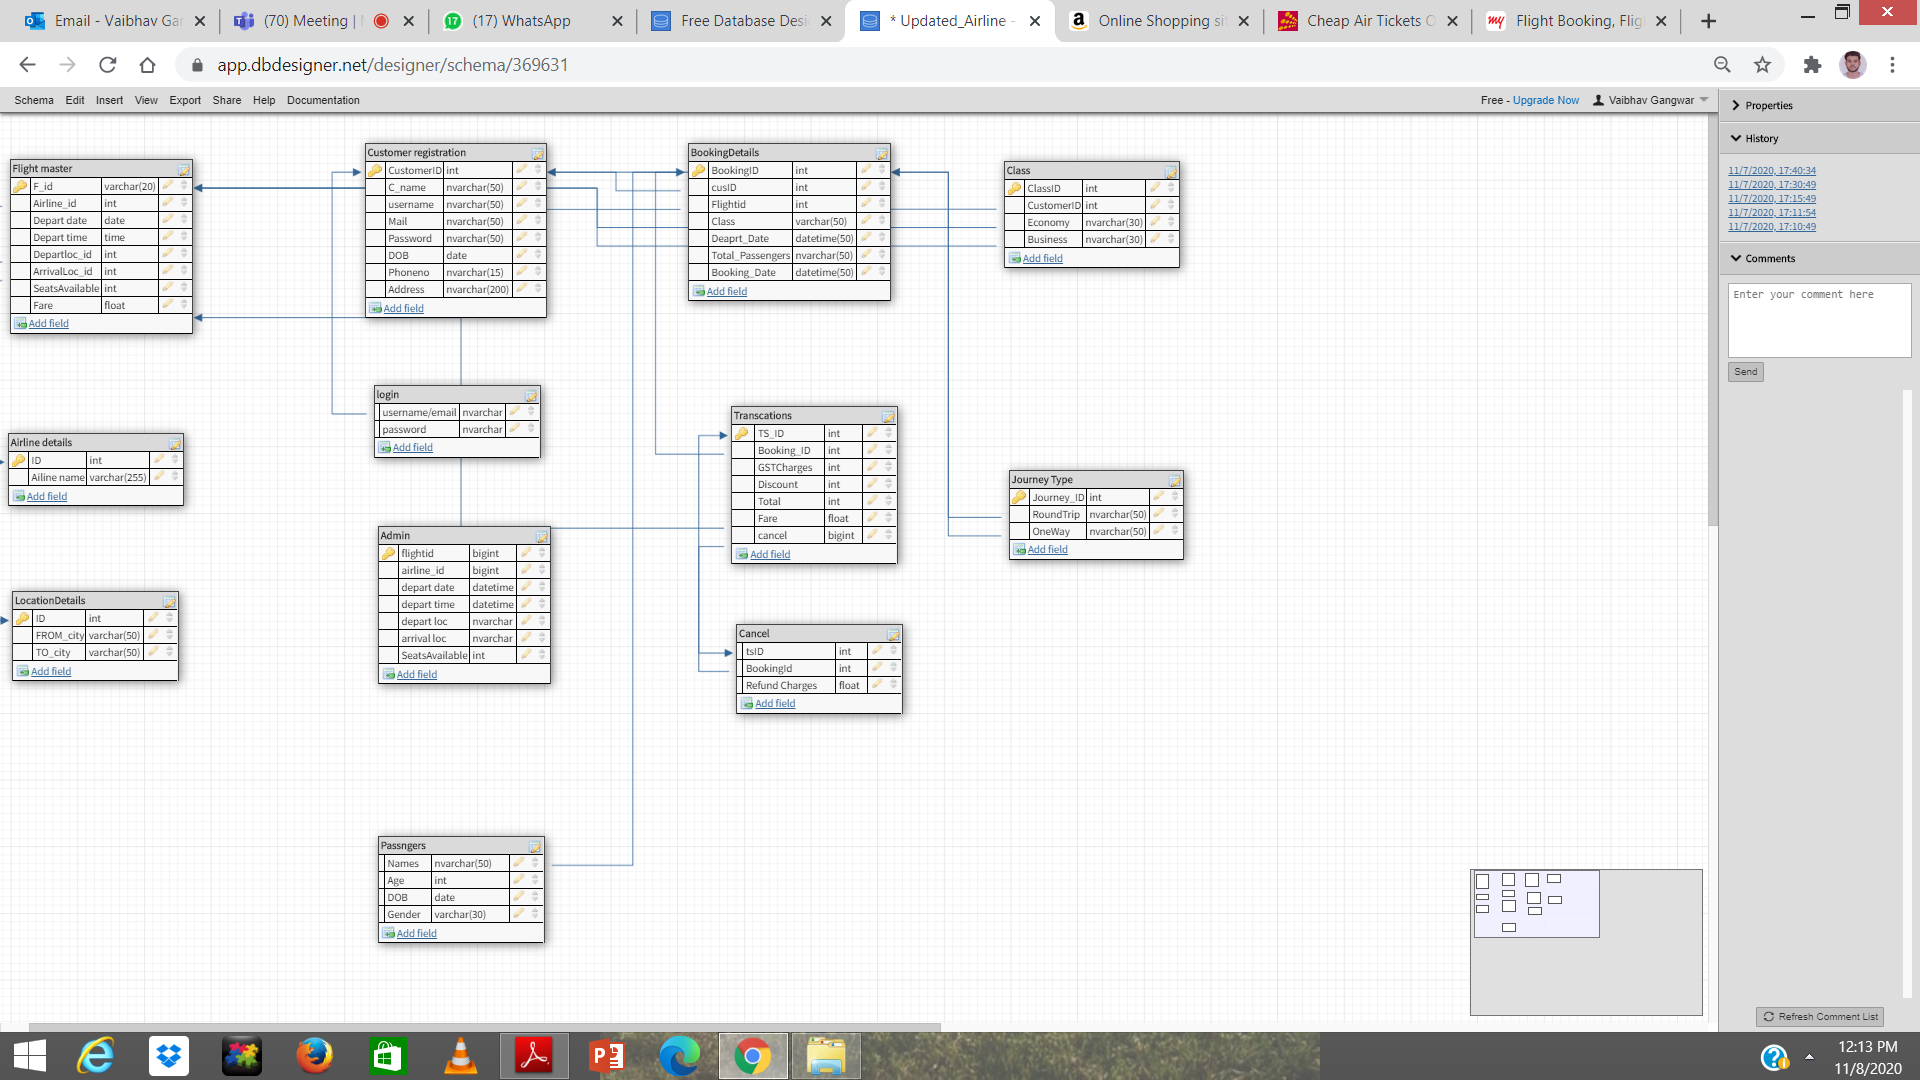 Email - Vaibhav Gan
(70) Meeting |
(17) WhatsApp
Free Database Desi
* Updated_Airline -
Online Shopping sit
Cheap Air Tickets O
Flight Booking, Flig
app.dbdesigner.net/designer/schema/369631
Schema Edit Insert View Export Share Help Documentation
Free - Upgrade Now Vaibhav Gangwar
Flight master
F_id varchar(20)
Airline_id int
Depart date date
Depart time time
Departloc_id int
ArrivalLoc_id int
SeatsAvailable int
Fare float
Add field
Customer registration
CustomerID int
C_name nvarchar(50)
username nvarchar(50)
Mail nvarchar(50)
Password nvarchar(50)
DOB date
Phoneno nvarchar(15)
Address nvarchar(200)
Add field
BookingDetails
BookingID int
cusID int
Flightid int
Class varchar(50)
Deaprt_Date datetime(50)
Total_Passengers nvarchar(50)
Booking_Date datetime(50)
Add field
Class
ClassID int
CustomerID int
Economy nvarchar(30)
Business nvarchar(30)
Add field
login
username/email nvarchar
password nvarchar
Add field
Airline details
ID int
Ailine name varchar(255)
Add field
Transcations
TS_ID int
Booking_ID int
GSTCharges int
Discount int
Total int
Fare float
cancel bigint
Add field
Journey Type
Journey_ID int
RoundTrip nvarchar(50)
OneWay nvarchar(50)
Add field
Admin
flightid bigint
airline_id bigint
depart date datetime
depart time datetime
depart loc nvarchar
arrival loc nvarchar
SeatsAvailable int
Add field
LocationDetails
ID int
FROM_city varchar(50)
TO_city varchar(50)
Add field
Cancel
tsID int
BookingId int
Refund Charges float
Add field
Passngers
Names nvarchar(50)
Age int
DOB date
Gender varchar(30)
Add field
Properties
History
11/7/2020, 17:40:34
11/7/2020, 17:30:49
11/7/2020, 17:15:49
11/7/2020, 17:11:54
11/7/2020, 17:10:49
Comments
Enter your comment here
Send
Refresh Comment List
12:13 PM
11/8/2020